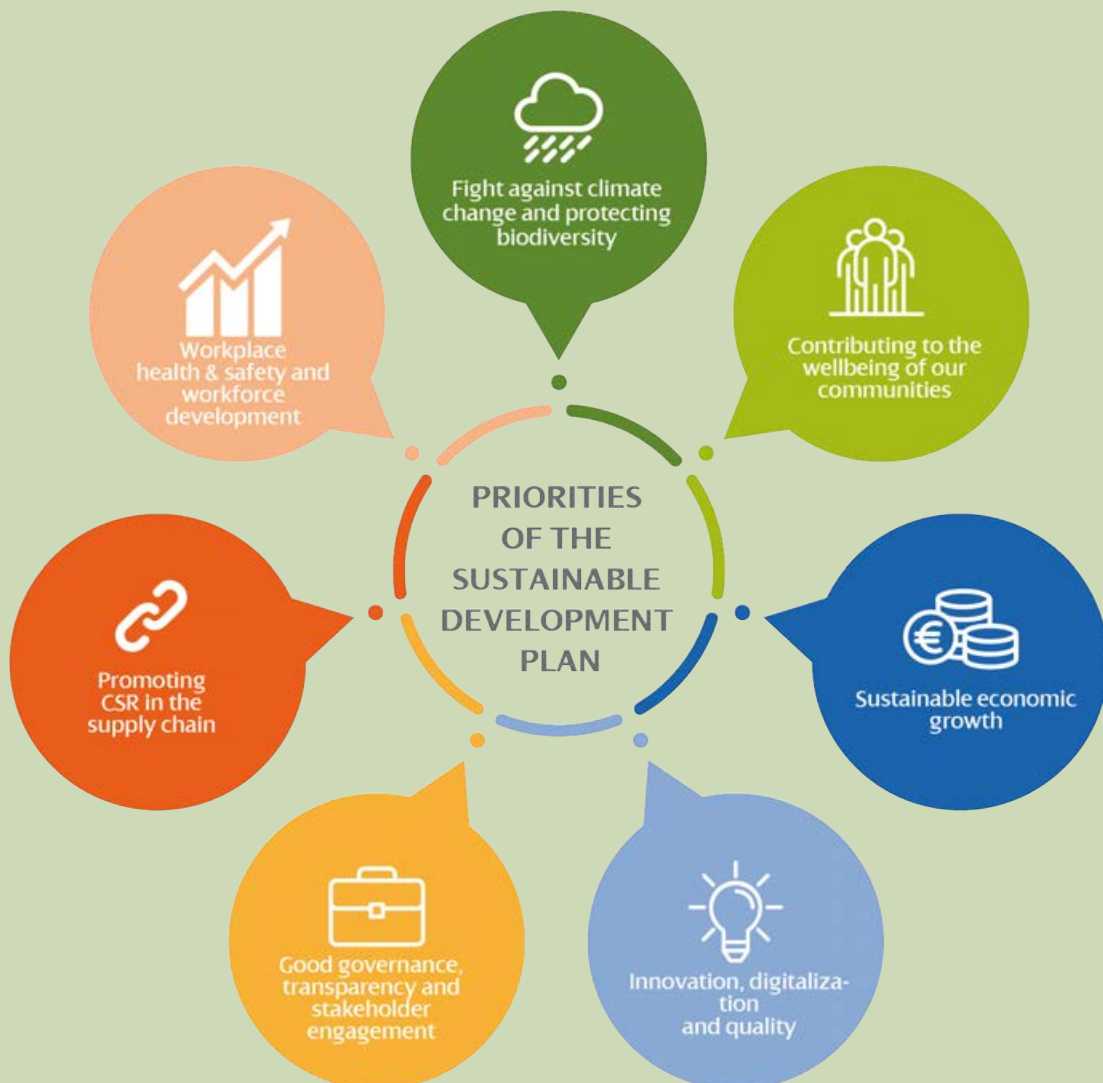 Fight against climate
change and protecting
biodiversity
Contributing to the
wellbeing of our
communities
Sustainable economic
growth
Innovation, digitaliza-
tion
and quality
Good governance,
transparency and
stakeholder
engagement
Promoting
CSR in the
supply chain
Workplace
health & safety and
workforce
development
PRIORITIES
OF THE
SUSTAINABLE
DEVELOPMENT
PLAN